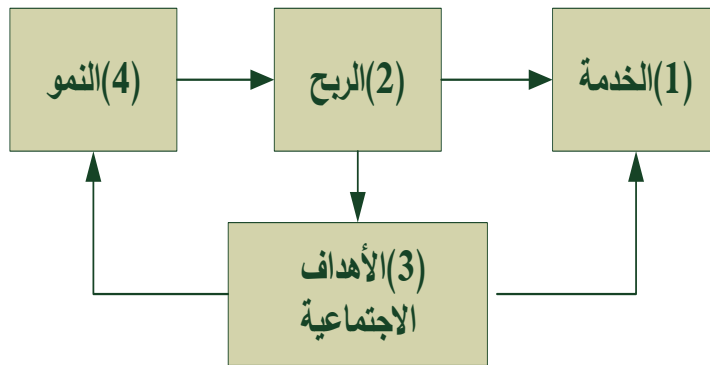 (1)الخدمة
(2)الربح
(4)النمو
(3)الأهداف
الاجتماعية